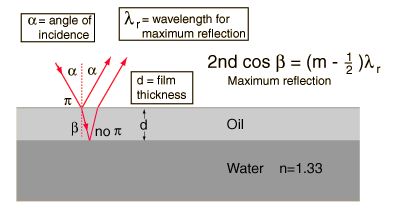 α = angle of
incidence
λr = wavelength for
maximum reflection
2nd cos β = (m - 1/2)λr
Maximum reflection
α α
d = film
thickness
π
β no π
d
Oil
Water n=1.33